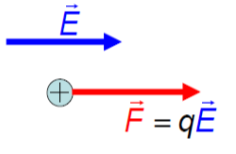 E⃗
+
F⃗ = qE⃗